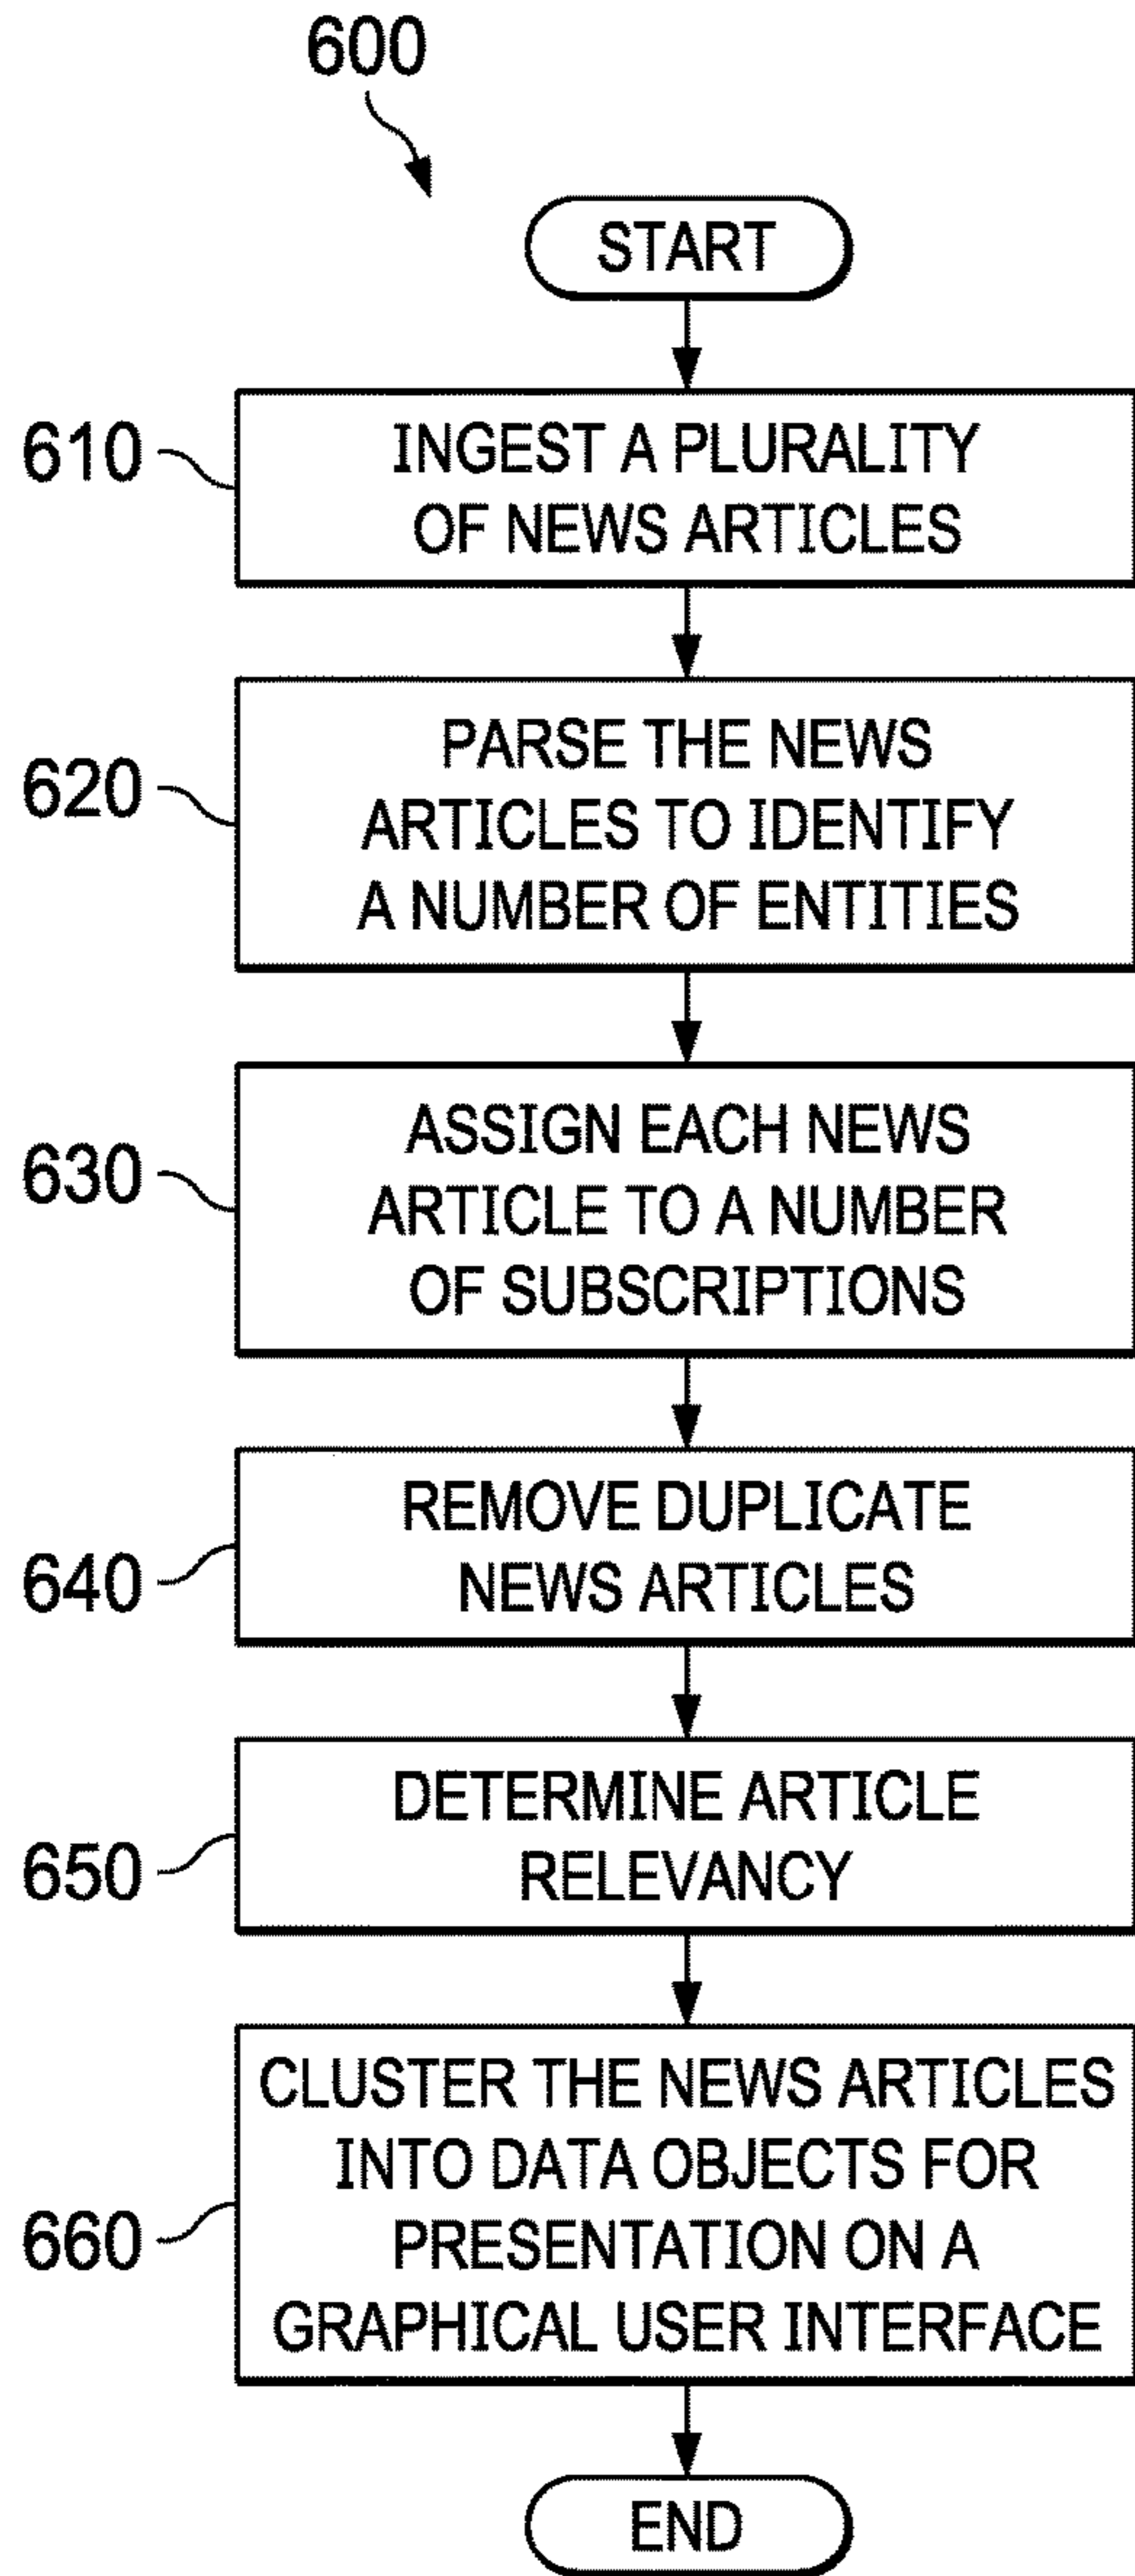 600
START
610
INGEST A PLURALITY
OF NEWS ARTICLES
620
PARSE THE NEWS
ARTICLES TO IDENTIFY
A NUMBER OF ENTITIES
630
ASSIGN EACH NEWS
ARTICLE TO A NUMBER
OF SUBSCRIPTIONS
640
REMOVE DUPLICATE
NEWS ARTICLES
650
DETERMINE ARTICLE
RELEVANCY
660
CLUSTER THE NEWS ARTICLES
INTO DATA OBJECTS FOR
PRESENTATION ON A
GRAPHICAL USER INTERFACE
END